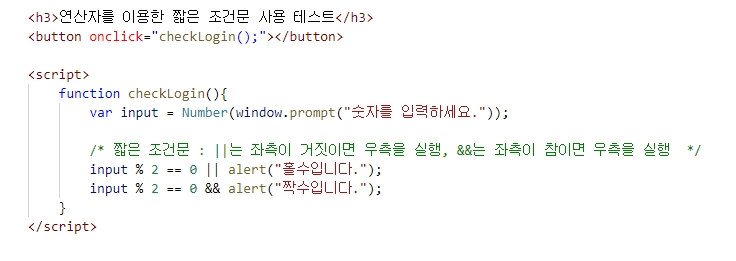 <h3>연산자를 이용한 짧은 조건문 사용 테스트</h3>
<button onclick="checkLogin();"></button>
<script>
function checkLogin(){
var input = Number(window.prompt("숫자를 입력하세요."));
/* 짧은 조건문 : ||는 좌측이 거짓이면 우측을 실행, &&는 좌측이 참이면 우측을 실행  */
input % 2 == 0 || alert("홀수입니다.");
input % 2 == 0 && alert("짝수입니다.");
}
</script>